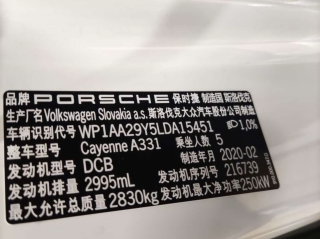 品牌 PORSCHE 保时捷 制造国 斯洛伐克
生产厂名 Volkswagen Slovakia a.s. 斯洛伐克大众汽车股份公司制造
车辆识别代号 WP1AA29Y5LDA15451 1,0%
整车型号 Cayenne A331 乘坐人数 5
发动机型号 DCB 制造年月 2020-02
发动机排量 2995mL 发动机序列号 216739
最大允许总质量 2830kg 发动机最大净功率 250KW